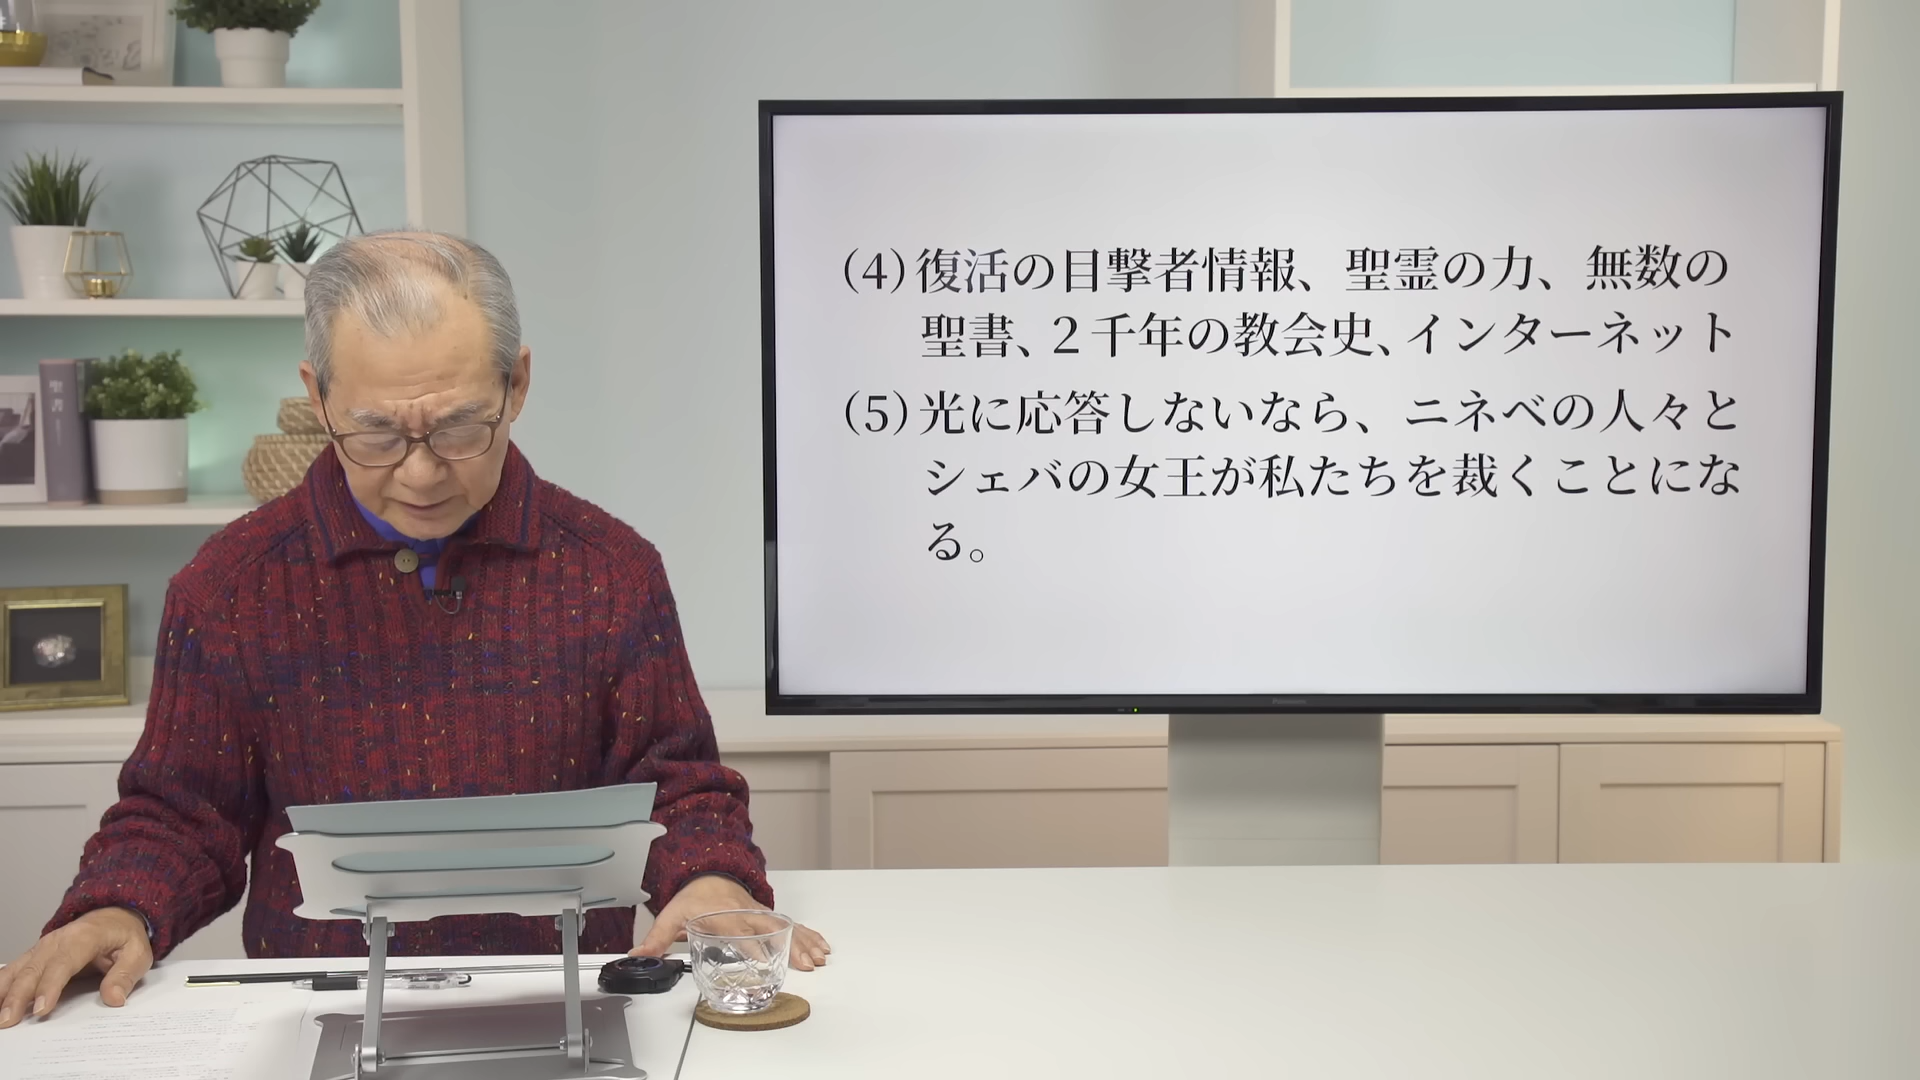 (4)復活の目撃者情報、聖霊の力、無数の
聖書、2千年の教会史、インターネット
(5)光に応答しないなら、ニネベの人々と
シェバの女王が私たちを裁くことにな
る。
聖書
Panasonic